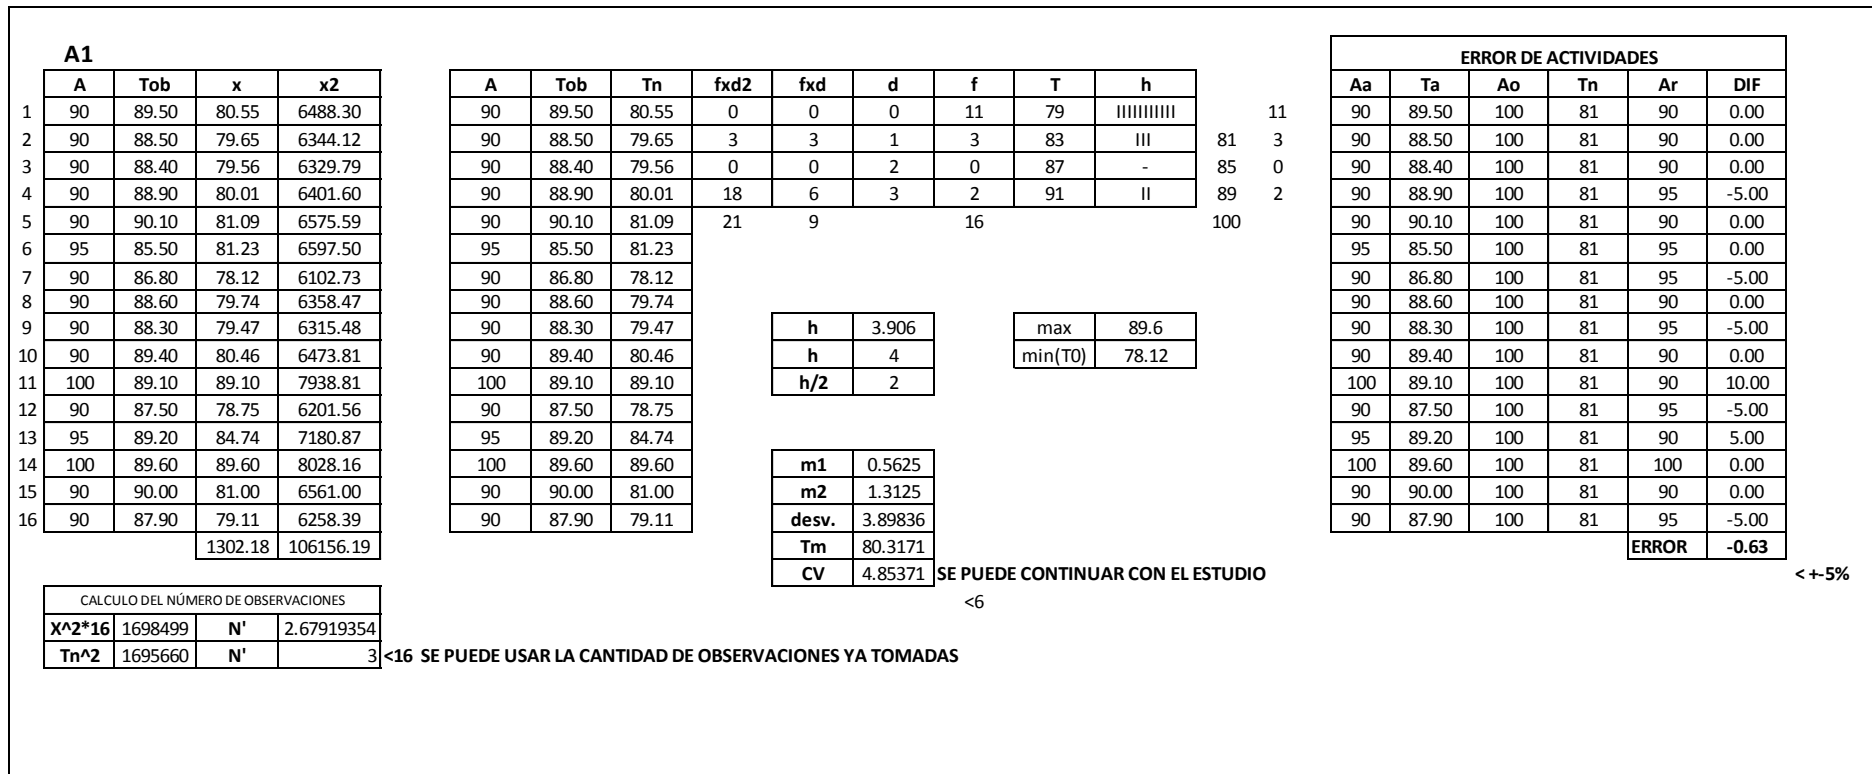 A1 ERROR DE ACTIVIDADES
A Tob x x2 A Tob Tn fxd2 fxd d f T h Aa Ta Ao Tn Ar DIF
1 90 89.50 80.55 6488.30 90 89.50 80.55 0 0 0 11 79 IIIIIIIIIII 11 90 89.50 100 81 90 0.00
2 90 88.50 79.65 6344.12 90 88.50 79.65 3 3 1 3 83 III 81 3 90 88.50 100 81 90 0.00
3 90 88.40 79.56 6329.79 90 88.40 79.56 0 0 2 0 87 - 85 0 90 88.40 100 81 90 0.00
4 90 88.90 80.01 6401.60 90 88.90 80.01 18 6 3 2 91 II 89 2 90 88.90 100 81 95 -5.00
5 90 90.10 81.09 6575.59 90 90.10 81.09 21 9 16 100 90 90.10 100 81 90 0.00
6 95 85.50 81.23 6597.50 95 85.50 81.23 95 85.50 100 81 95 0.00
7 90 86.80 78.12 6102.73 90 86.80 78.12 90 86.80 100 81 95 -5.00
8 90 88.60 79.74 6358.47 90 88.60 79.74 90 88.60 100 81 90 0.00
9 90 88.30 79.47 6315.48 90 88.30 79.47 h 3.906 max 89.6 90 88.30 100 81 95 -5.00
10 90 89.40 80.46 6473.81 90 89.40 80.46 h 4 min(T0) 78.12 90 89.40 100 81 90 0.00
11 100 89.10 89.10 7938.81 100 89.10 89.10 h/2 2 100 89.10 100 81 90 10.00
12 90 87.50 78.75 6201.56 90 87.50 78.75 90 87.50 100 81 95 -5.00
13 95 89.20 84.74 7180.87 95 89.20 84.74 95 89.20 100 81 90 5.00
14 100 89.60 89.60 8028.16 100 89.60 89.60 m1 0.5625 100 89.60 100 81 100 0.00
15 90 90.00 81.00 6561.00 90 90.00 81.00 m2 1.3125 90 90.00 100 81 90 0.00
16 90 87.90 79.11 6258.39 90 87.90 79.11 desv. 3.89836 90 87.90 100 81 95 -5.00
1302.18 106156.19 Tm 80.3171 ERROR -0.63
CV 4.85371 SE PUEDE CONTINUAR CON EL ESTUDIO < +-5%
CALCULO DEL NÚMERO DE OBSERVACIONES <6
X^2*16 1698499 N' 2.67919354
Tn^2 1695660 N' 3 <16 SE PUEDE USAR LA CANTIDAD DE OBSERVACIONES YA TOMADAS